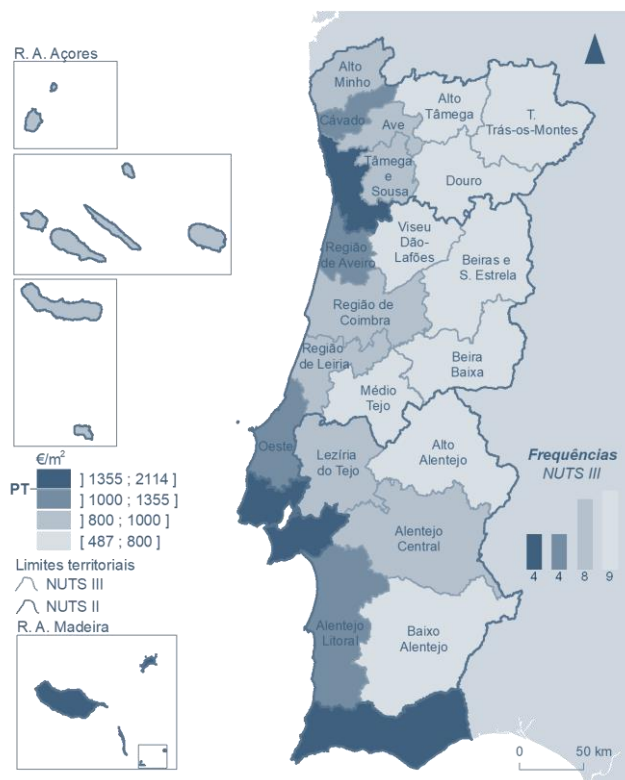 R. A. Açores
Alto
Minho
Cávado
Ave
Alto
Tâmega
T.
Trás-os-Montes
Tâmega
e
Sousa
Douro
Viseu
Dão-
Lafões
Região
de Aveiro
Beiras e
S. Estrela
Região de
Coimbra
Região
de Leiria
Beira
Baixa
Médio
Tejo
Oeste
Lezíria
do Tejo
Alto
Alentejo
Alentejo
Central
Alentejo
Litoral
Baixo
Alentejo
€/m²
PT
] 1355 ; 2114 ]
] 1000 ; 1355 ]
] 800 ; 1000 ]
[ 487 ; 800 ]
Limites territoriais
NUTS III
NUTS II
R. A. Madeira
Frequências
NUTS III
4 4 8 9
0 50 km